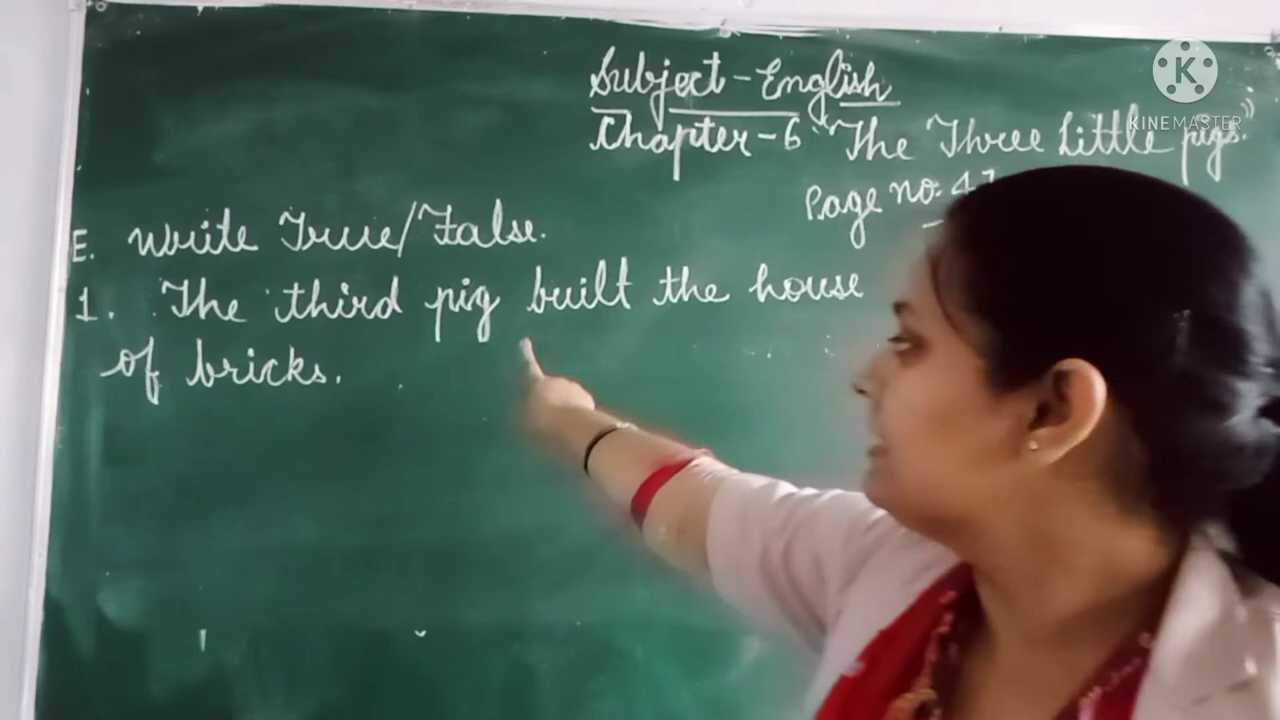 Subject - English
Chapter - 6 "The Three Little pigs."
Page no.
E. Write True/False.
1. The third pig built the house
of bricks.
K
KINEMASTER